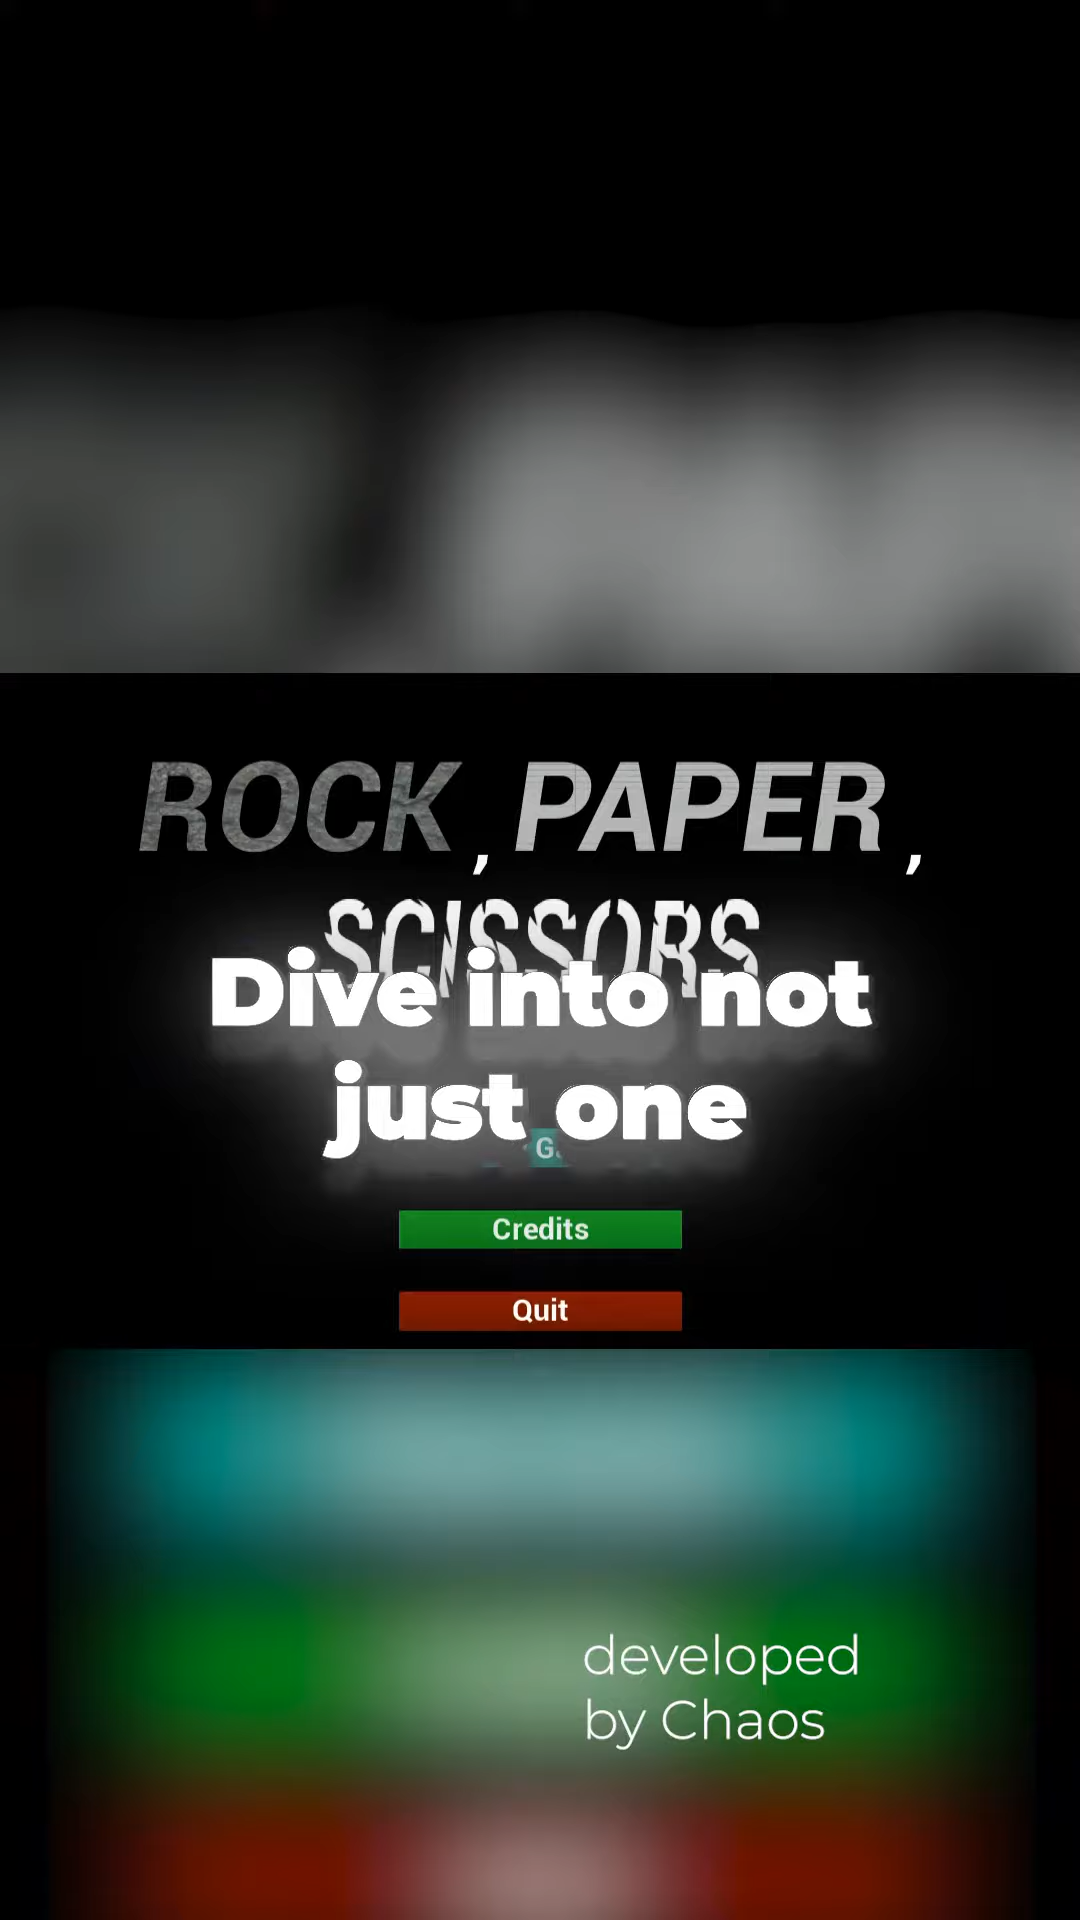 ROCK, PAPER,
SCISSORS
Dive into not
just one
Credits
Quit
developed
by Chaos